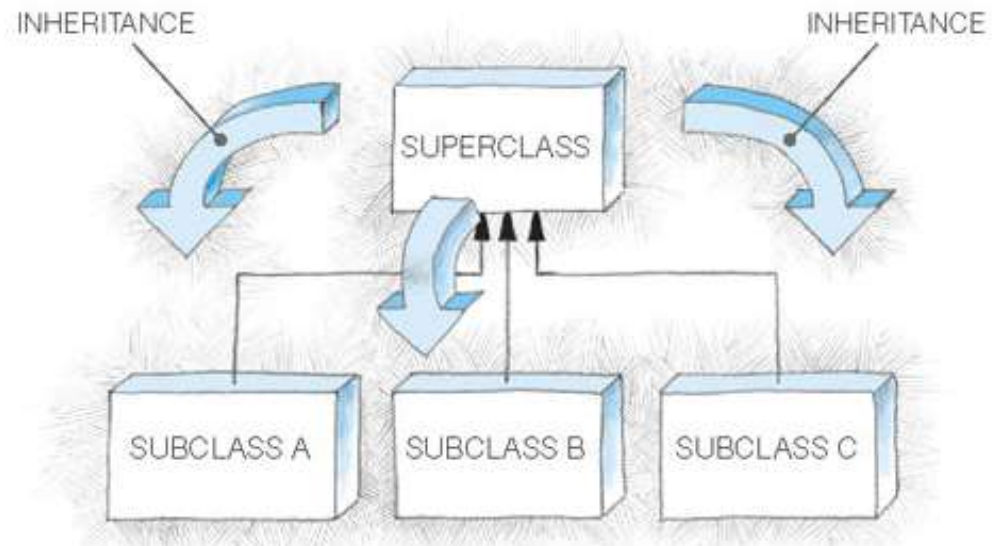 INHERITANCE
INHERITANCE
SUPERCLASS
SUBCLASS A
SUBCLASS B
SUBCLASS C